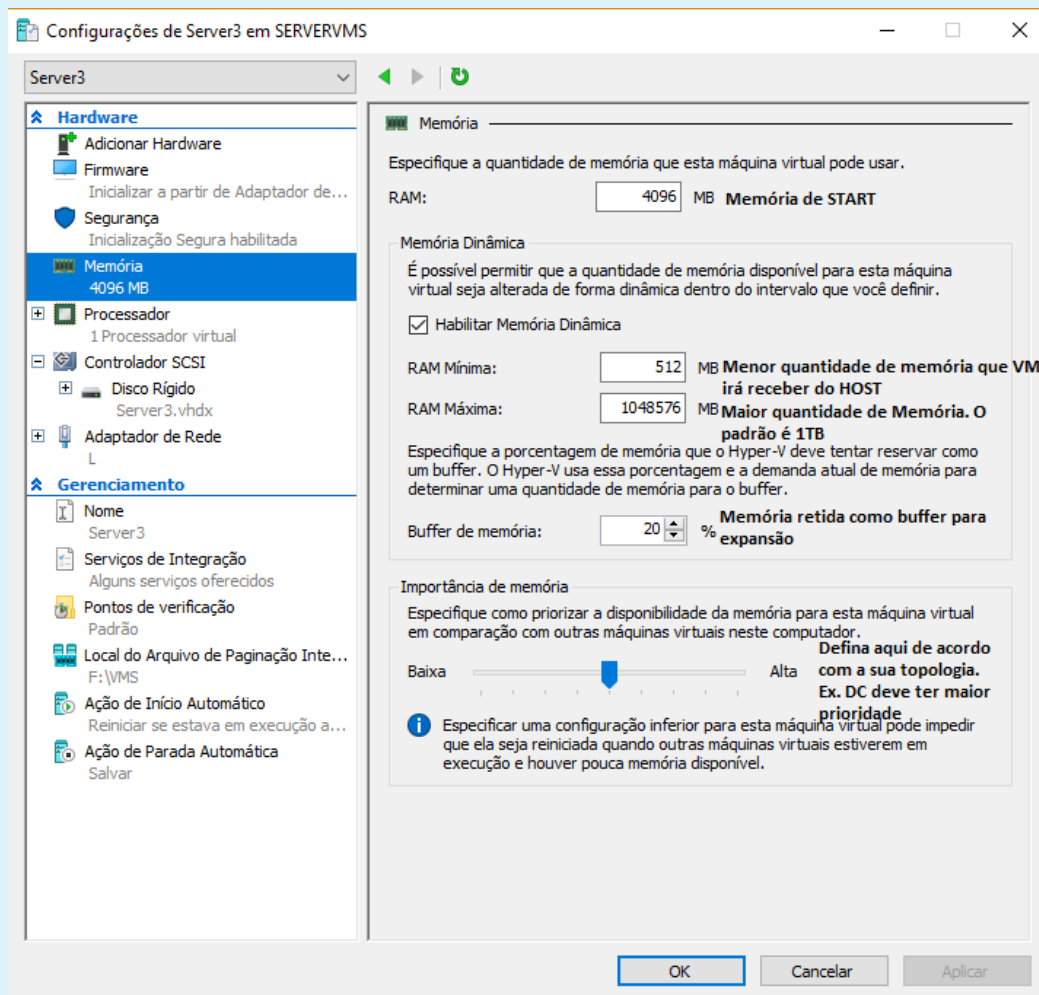 Configurações de Server3 em SERVERVMS
Server3
Hardware
Adicionar Hardware
Firmware
Inicializar a partir de Adaptador de...
Segurança
Inicialização Segura habilitada
Memória
4096 MB
Processador
1 Processador virtual
Controlador SCSI
Disco Rígido
Server3.vhdx
Adaptador de Rede
L
Gerenciamento
Nome
Server3
Serviços de Integração
Alguns serviços oferecidos
Pontos de verificação
Padrão
Local do Arquivo de Paginação Inte...
F:\VMS
Ação de Início Automático
Reiniciar se estava em execução a...
Ação de Parada Automática
Salvar
Memória
Especifique a quantidade de memória que esta máquina virtual pode usar.
RAM: 4096 MB Memória de START
Memória Dinâmica
É possível permitir que a quantidade de memória disponível para esta máquina
virtual seja alterada de forma dinâmica dentro do intervalo que você definir.
Habilitar Memória Dinâmica
RAM Mínima: 512 MB Menor quantidade de memória que VM
irá receber do HOST
RAM Máxima: 1048576 MB Maior quantidade de Memória. O
padrão é 1TB
Especifique a porcentagem de memória que o Hyper-V deve tentar reservar como
um buffer. O Hyper-V usa essa porcentagem e a demanda atual de memória para
determinar uma quantidade de memória para o buffer.
Buffer de memória: 20 % Memória retida como buffer para
expansão
Importância de memória
Especifique como priorizar a disponibilidade da memória para esta máquina virtual
em comparação com outras máquinas virtuais neste computador.
Baixa Alta
Defina aqui de acordo
com a sua topologia.
Ex. DC deve ter maior
prioridade
Especificar uma configuração inferior para esta máquina virtual pode impedir
que ela seja reiniciada quando outras máquinas virtuais estiverem em
execução e houver pouca memória disponível.
OK
Cancelar
Aplicar